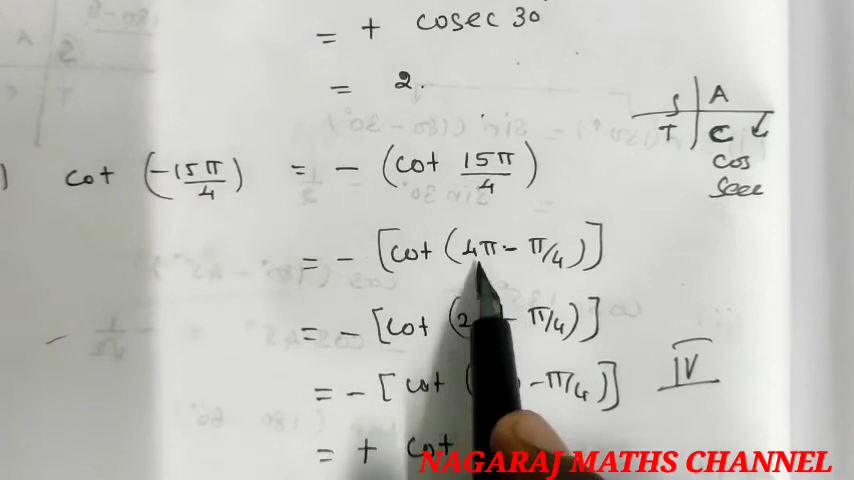 = + cosec 30°
= 2.
S A
T C
cos
Sec
) cot (-15π/4) = - (cot 15π/4)
= - [cot (4π - π/4)]
= - [cot (2 - π/4)]
IV
= - [cot ( - π/4)]
= + cot
NAGARAJ MATHS CHANNEL